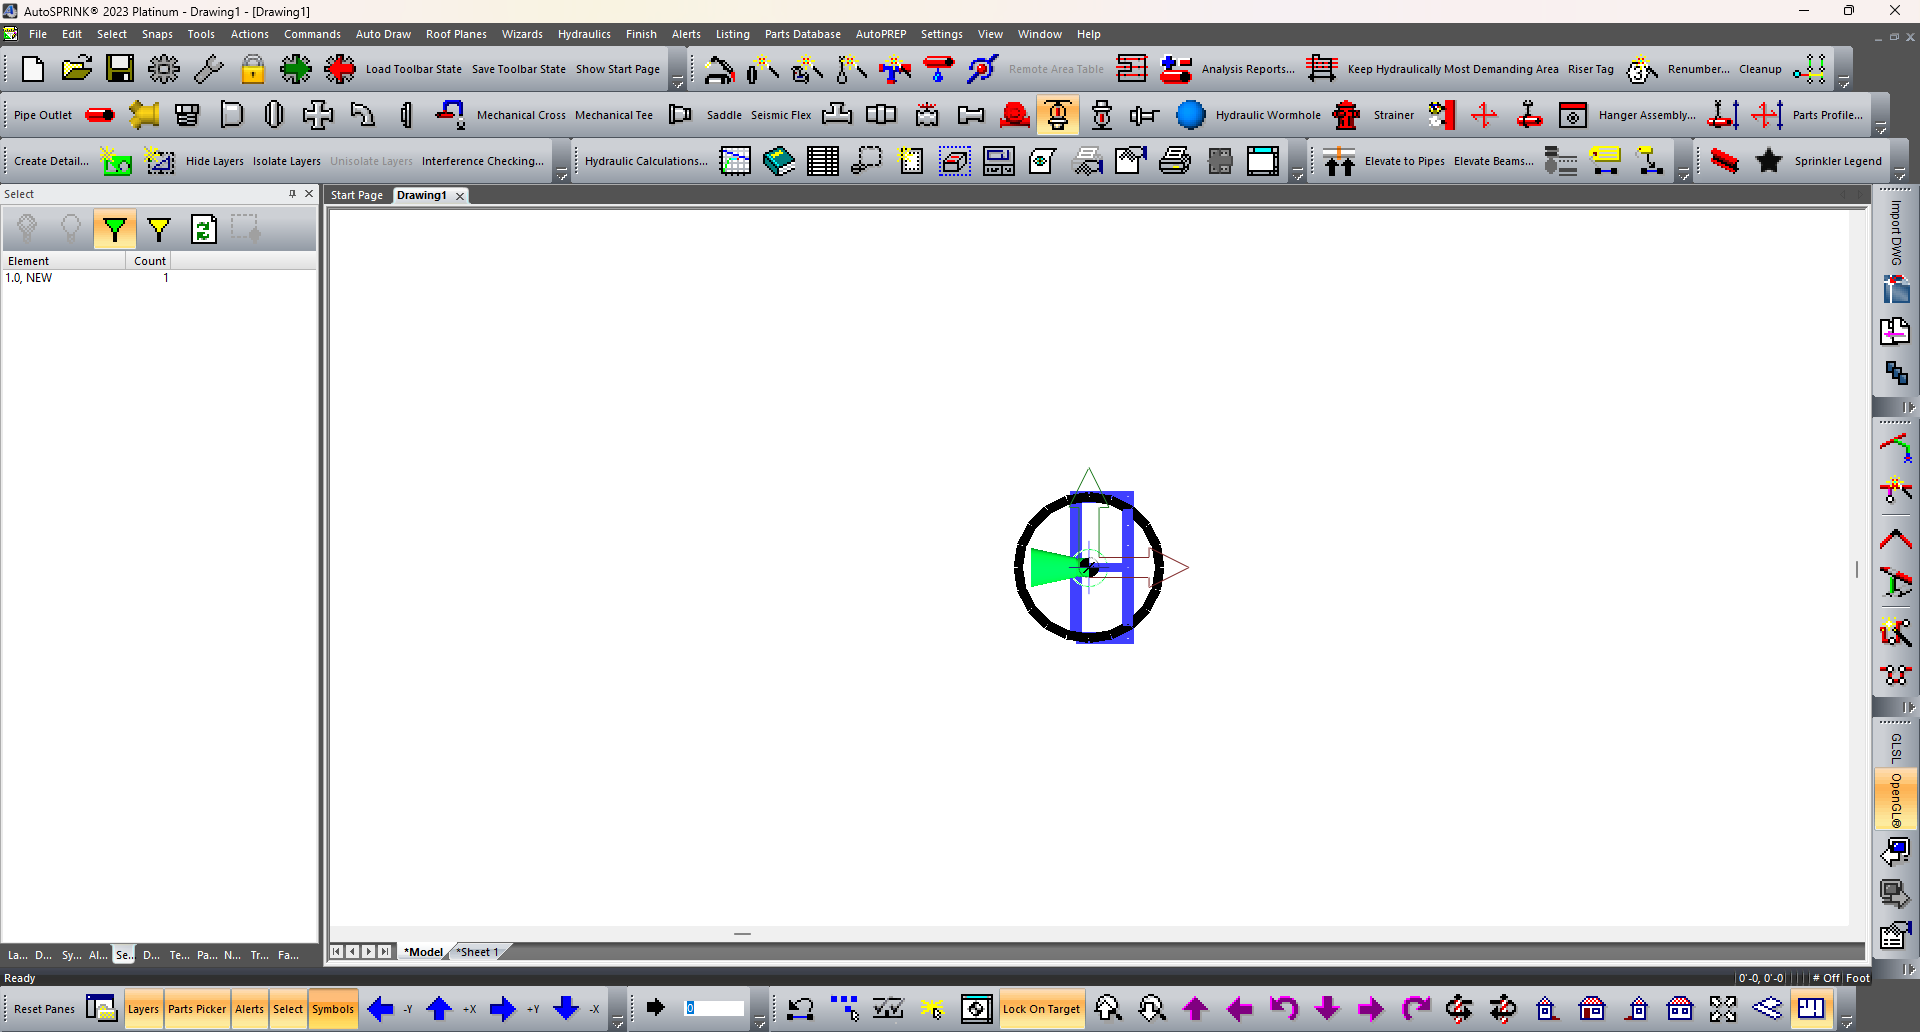 AutoSPRINK® 2023 Platinum - Drawing1 - [Drawing1]
File Edit Select Snaps Tools Actions Commands Auto Draw Roof Planes Wizards Hydraulics Finish Alerts Listing Parts Database AutoPREP Settings View Window Help
Load Toolbar State Save Toolbar State Show Start Page Remote Area Table Analysis Reports... Keep Hydraulically Most Demanding Area Riser Tag Renumber... Cleanup
Pipe Outlet Mechanical Cross Mechanical Tee Saddle Seismic Flex Hydraulic Wormhole Strainer Hanger Assembly... Parts Profile...
Create Detail... Hide Layers Isolate Layers Unisolate Layers Interference Checking... Hydraulic Calculations... Elevate to Pipes Elevate Beams... Sprinkler Legend
Select
Start Page Drawing1
Import DWG
Element Count
1.0, NEW 1
GLSL
OpenGL®
La... D... Sy... Al... Se... D... Te... Pa... N... Tr... Fa...
*Model *Sheet 1
Ready 0'-0, 0'-0 # Off Foot
Reset Panes Layers Parts Picker Alerts Select Symbols -Y +X +Y -X 0 Lock On Target